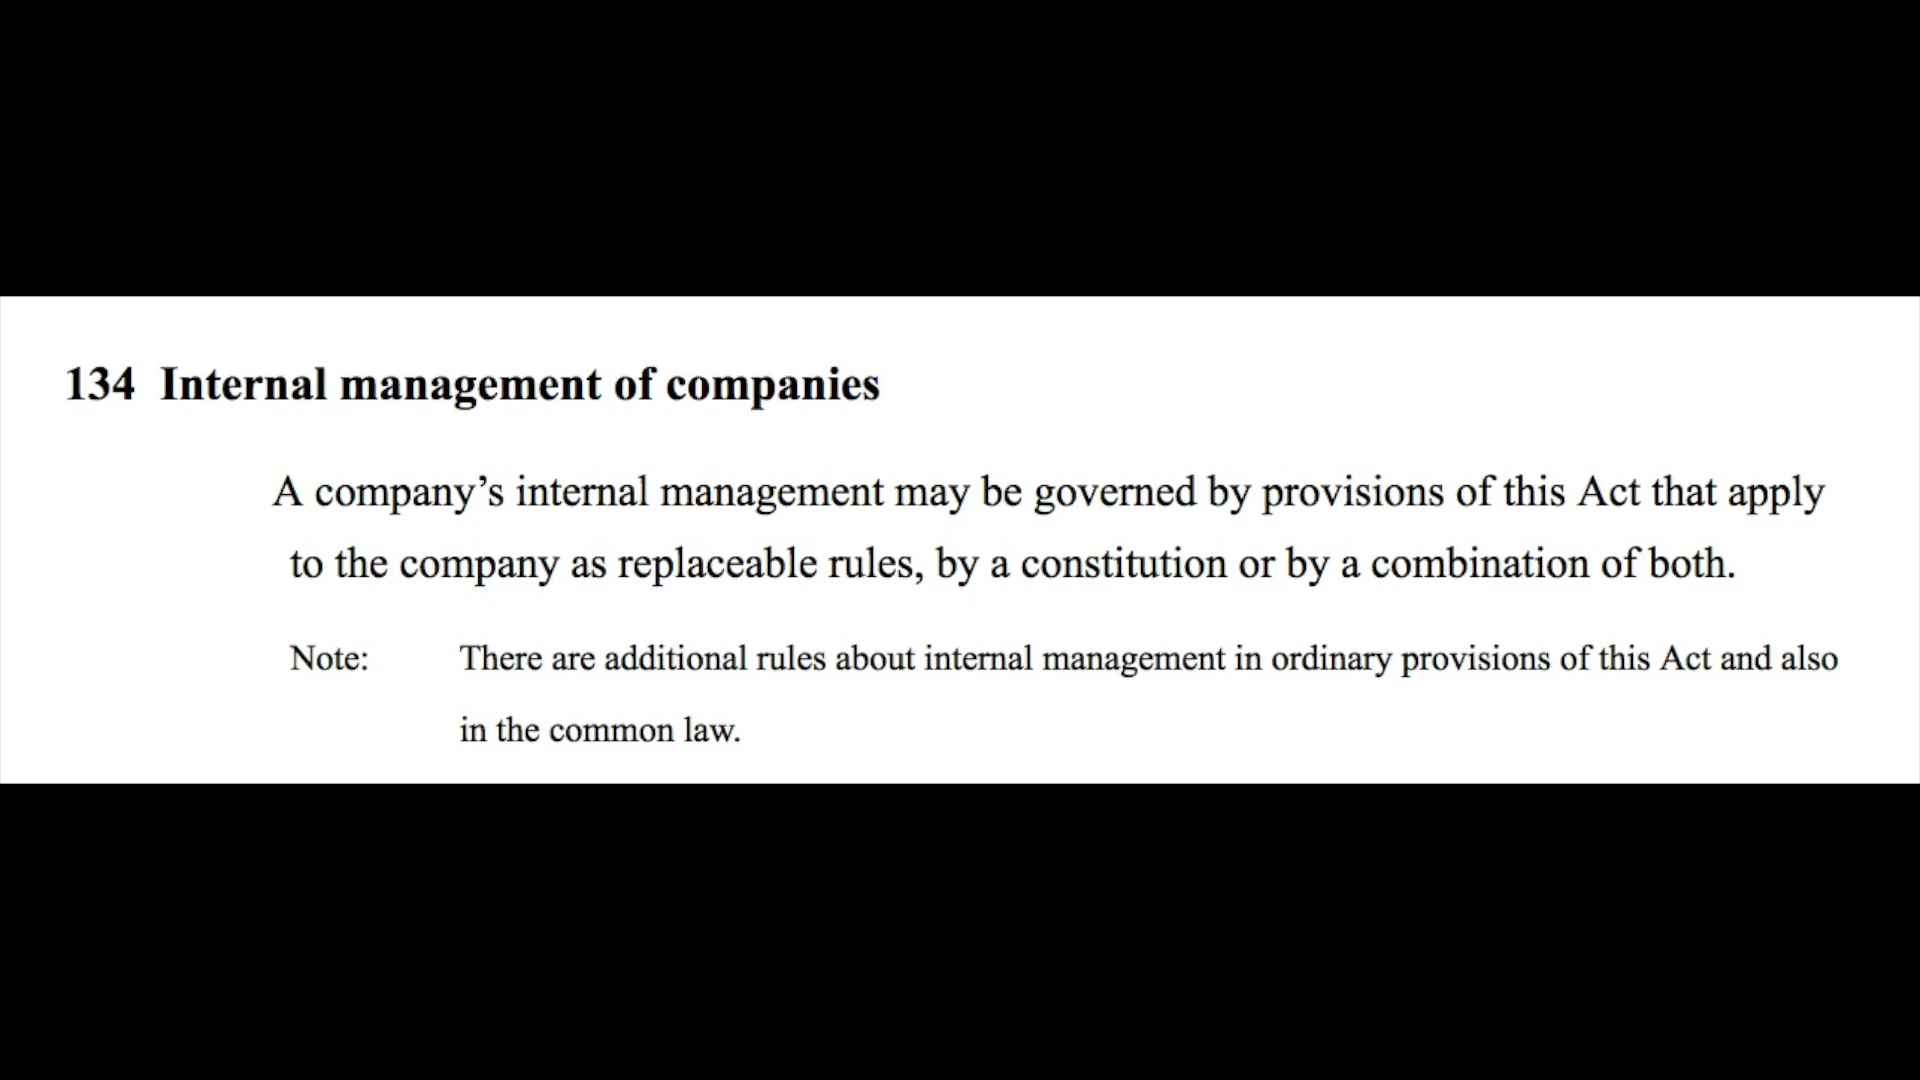 134 Internal management of companies
A company’s internal management may be governed by provisions of this Act that apply
to the company as replaceable rules, by a constitution or by a combination of both.
Note: There are additional rules about internal management in ordinary provisions of this Act and also
in the common law.